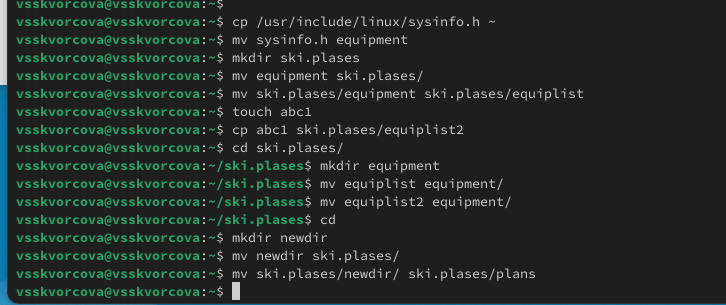 vsskvorcova@vsskvorcova:~$
vsskvorcova@vsskvorcova:~$ cp /usr/include/linux/sysinfo.h ~
vsskvorcova@vsskvorcova:~$ mv sysinfo.h equipment
vsskvorcova@vsskvorcova:~$ mkdir ski.plases
vsskvorcova@vsskvorcova:~$ mv equipment ski.plases/
vsskvorcova@vsskvorcova:~$ mv ski.plases/equipment ski.plases/equiplist
vsskvorcova@vsskvorcova:~$ touch abc1
vsskvorcova@vsskvorcova:~$ cp abc1 ski.plases/equiplist2
vsskvorcova@vsskvorcova:~$ cd ski.plases/
vsskvorcova@vsskvorcova:~/ski.plases$ mkdir equipment
vsskvorcova@vsskvorcova:~/ski.plases$ mv equiplist equipment/
vsskvorcova@vsskvorcova:~/ski.plases$ mv equiplist2 equipment/
vsskvorcova@vsskvorcova:~/ski.plases$ cd
vsskvorcova@vsskvorcova:~$ mkdir newdir
vsskvorcova@vsskvorcova:~$ mv newdir ski.plases/
vsskvorcova@vsskvorcova:~$ mv ski.plases/newdir/ ski.plases/plans
vsskvorcova@vsskvorcova:~$